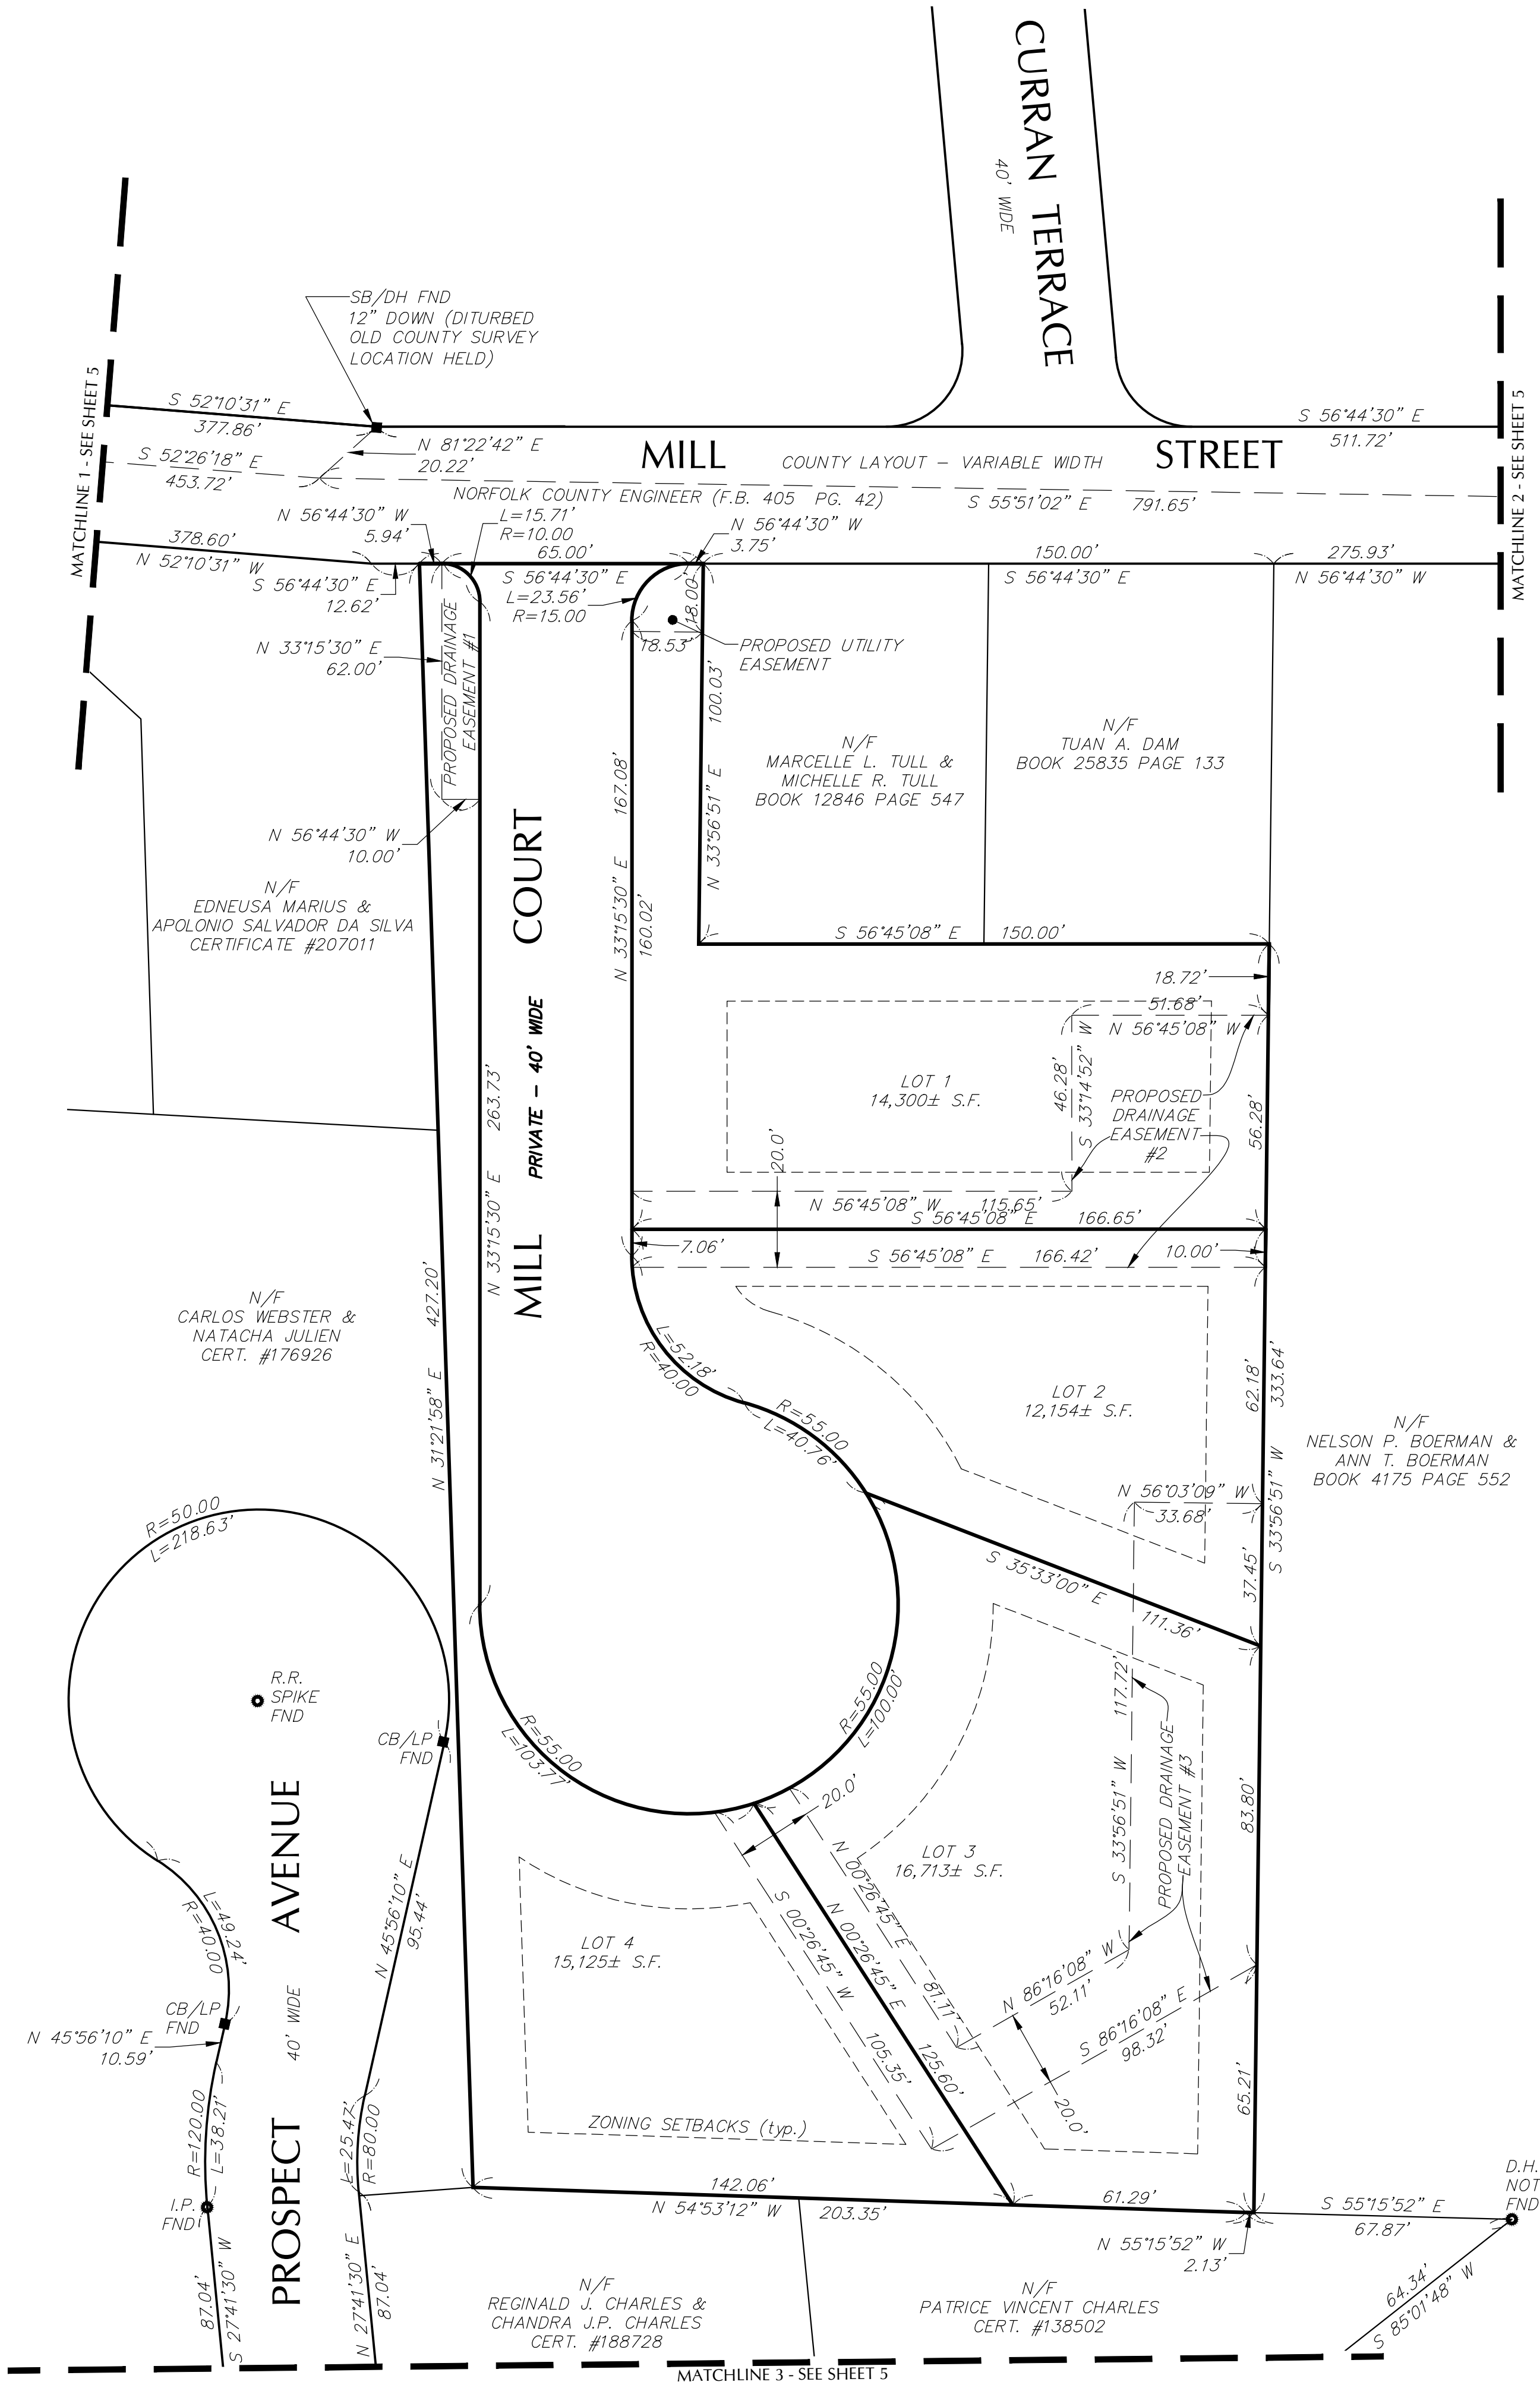 CURRAN TERRACE
40' WIDE
SB/DH FND
12" DOWN (DITURBED
OLD COUNTY SURVEY
LOCATION HELD)
MATCHLINE 1 - SEE SHEET 5
S 52°10'31" E
377.86'
S 56°44'30" E
511.72'
N 81°22'42" E
20.22'
MILL STREET
COUNTY LAYOUT - VARIABLE WIDTH
S 52°26'18" E
453.72'
NORFOLK COUNTY ENGINEER (F.B. 405 PG. 42)
S 55°51'02" E 791.65'
MATCHLINE 2 - SEE SHEET 5
N 56°44'30" W
5.94'
L=15.71'
R=10.00
N 56°44'30" W
3.75'
378.60'
N 52°10'31" W
65.00'
S 56°44'30" E
150.00'
S 56°44'30" E
275.93'
N 56°44'30" W
S 56°44'30" E
12.62'
L=23.56'
R=15.00
18.00'
18.53'
PROPOSED UTILITY
EASEMENT
N 33°15'30" E
62.00'
PROPOSED DRAINAGE
EASEMENT #1
N 56°44'30" W
10.00'
100.03'
N 33°56'51" E
167.08'
N 33°15'30" E
160.02'
N/F
MARCELLE L. TULL &
MICHELLE R. TULL
BOOK 12846 PAGE 547
N/F
TUAN A. DAM
BOOK 25835 PAGE 133
N/F
EDNEUSA MARIUS &
APOLONIO SALVADOR DA SILVA
CERTIFICATE #207011
MILL COURT
PRIVATE - 40' WIDE
S 56°45'08" E 150.00'
18.72'
51.68'
N 56°45'08" W
46.28'
S 33°14'52" W
LOT 1
14,300± S.F.
PROPOSED
DRAINAGE
EASEMENT
#2
56.28'
263.73'
N 33°15'30" E
20.0'
N 56°45'08" W 115.65'
S 56°45'08" E 166.65'
7.06'
S 56°45'08" E 166.42'
10.00'
427.20'
N 31°21'58" E
N/F
CARLOS WEBSTER &
NATACHA JULIEN
CERT. #176926
L=52.18'
R=40.00
R=55.00
L=40.76'
LOT 2
12,154± S.F.
62.18'
333.64'
S 33°56'51" W
N/F
NELSON P. BOERMAN &
ANN T. BOERMAN
BOOK 4175 PAGE 552
N 56°03'09" W
33.68'
37.45'
S 35°33'00" E
111.36'
R=50.00
L=218.63'
R.R.
SPIKE
FND
CB/LP
FND
R=55.00
L=103.77'
R=55.00
L=100.00'
117.72'
S 33°56'51" W
PROPOSED DRAINAGE
EASEMENT #3
83.80'
20.0'
LOT 3
16,713± S.F.
N 00°26'45" E
81.11'
N 00°26'45" E
125.60'
S 00°26'45" W
105.35'
N 86°16'08" W
52.11'
S 86°16'08" E
98.32'
20.0'
LOT 4
15,125± S.F.
PROSPECT AVENUE
40' WIDE
N 45°56'10" E
95.44'
L=49.24'
R=40.00
CB/LP
FND
N 45°56'10" E
10.59'
R=120.00
L=38.21'
L=25.47'
R=80.00
I.P.
FND
ZONING SETBACKS (typ.)
65.21'
142.06'
N 54°53'12" W 203.35'
61.29'
N 55°15'52" W
2.13'
S 55°15'52" E
67.87'
D.H.
NOT
FND
64.34'
S 85°01'48" W
87.04'
S 27°41'30" W
N 27°41'30" E
87.04'
N/F
REGINALD J. CHARLES &
CHANDRA J.P. CHARLES
CERT. #188728
N/F
PATRICE VINCENT CHARLES
CERT. #138502
MATCHLINE 3 - SEE SHEET 5